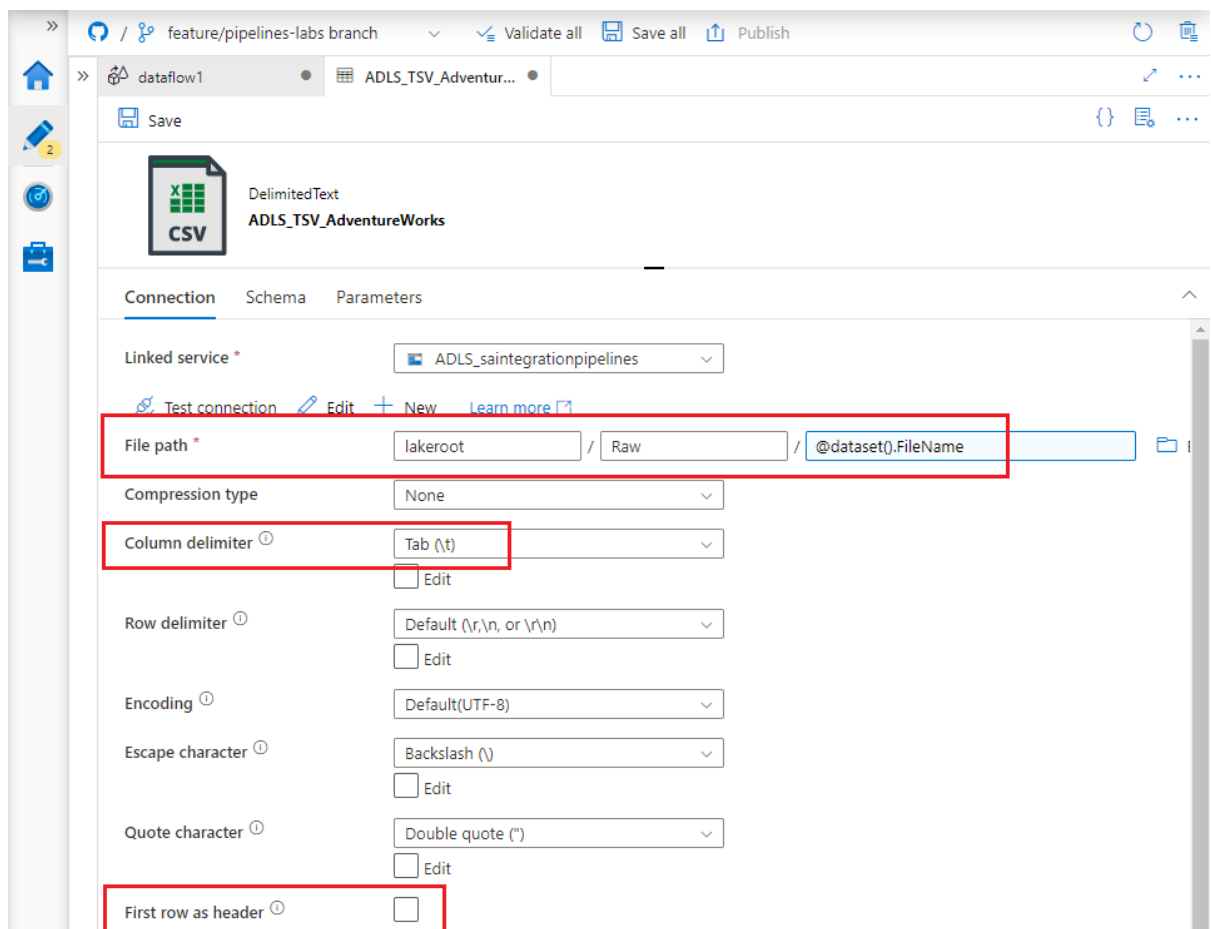 » / feature/pipelines-labs branch Validate all Save all Publish
» dataflow1 ADLS_TSV_Adventur...
Save {}
2
X
CSV
DelimitedText
ADLS_TSV_AdventureWorks
Connection Schema Parameters
Linked service * ADLS_saintegrationpipelines
Test connection Edit New Learn more
File path * lakeroot / Raw / @dataset().FileName
Compression type None
Column delimiter Tab (\t)
Edit
Row delimiter Default (\r,\n, or \r\n)
Edit
Encoding Default(UTF-8)
Escape character Backslash (\)
Edit
Quote character Double quote (")
Edit
First row as header